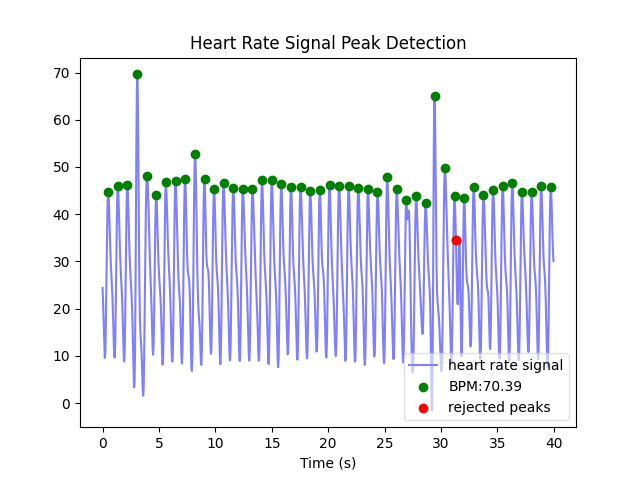 Heart Rate Signal Peak Detection
70
60
50
40
30
20
10
0
0 5 10 15 20 25 30 35 40
Time (s)
heart rate signal
BPM:70.39
rejected peaks